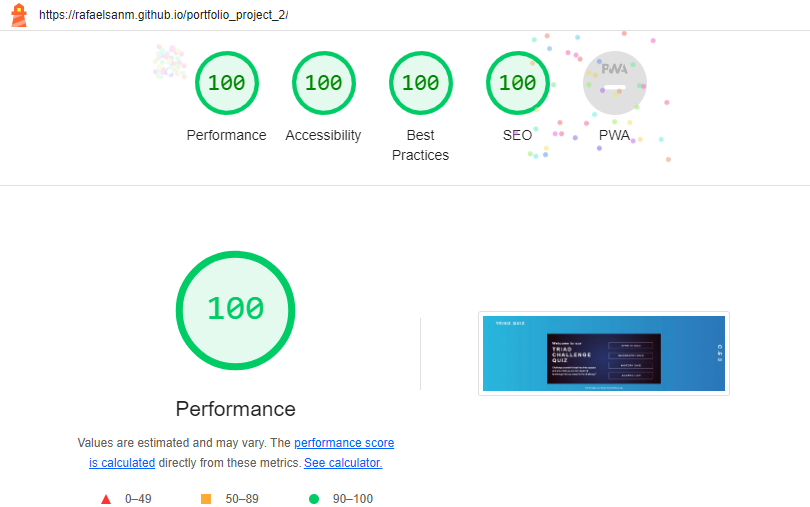 https://rafaelsanm.github.io/portfolio_project_2/
100 100 100 100 PWA
Performance Accessibility Best Practices SEO PWA
100
Performance
Values are estimated and may vary. The performance score
is calculated directly from these metrics. See calculator.
0–49 50–89 90–100
TRIAD QUIZ
Welcome to our
TRIAD
CHALLENGE
QUIZ